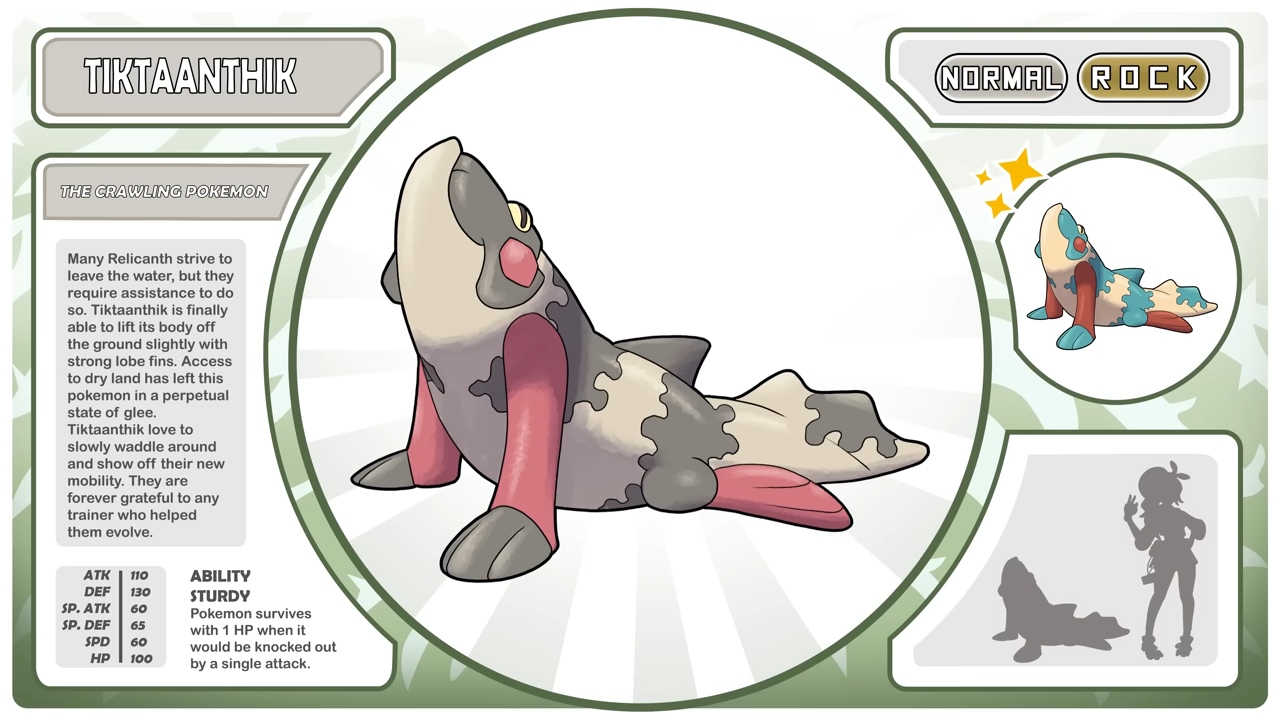 TIKTAANTHIK
NORMAL ROCK
THE CRAWLING POKEMON
Many Relicanth strive to
leave the water, but they
require assistance to do
so. Tiktaanthik is finally
able to lift its body off
the ground slightly with
strong lobe fins. Access
to dry land has left this
pokemon in a perpetual
state of glee.
Tiktaanthik love to
slowly waddle around
and show off their new
mobility. They are
forever grateful to any
trainer who helped
them evolve.
ATK 110
DEF 130
SP. ATK 60
SP. DEF 65
SPD 60
HP 100
ABILITY
STURDY
Pokemon survives
with 1 HP when it
would be knocked out
by a single attack.